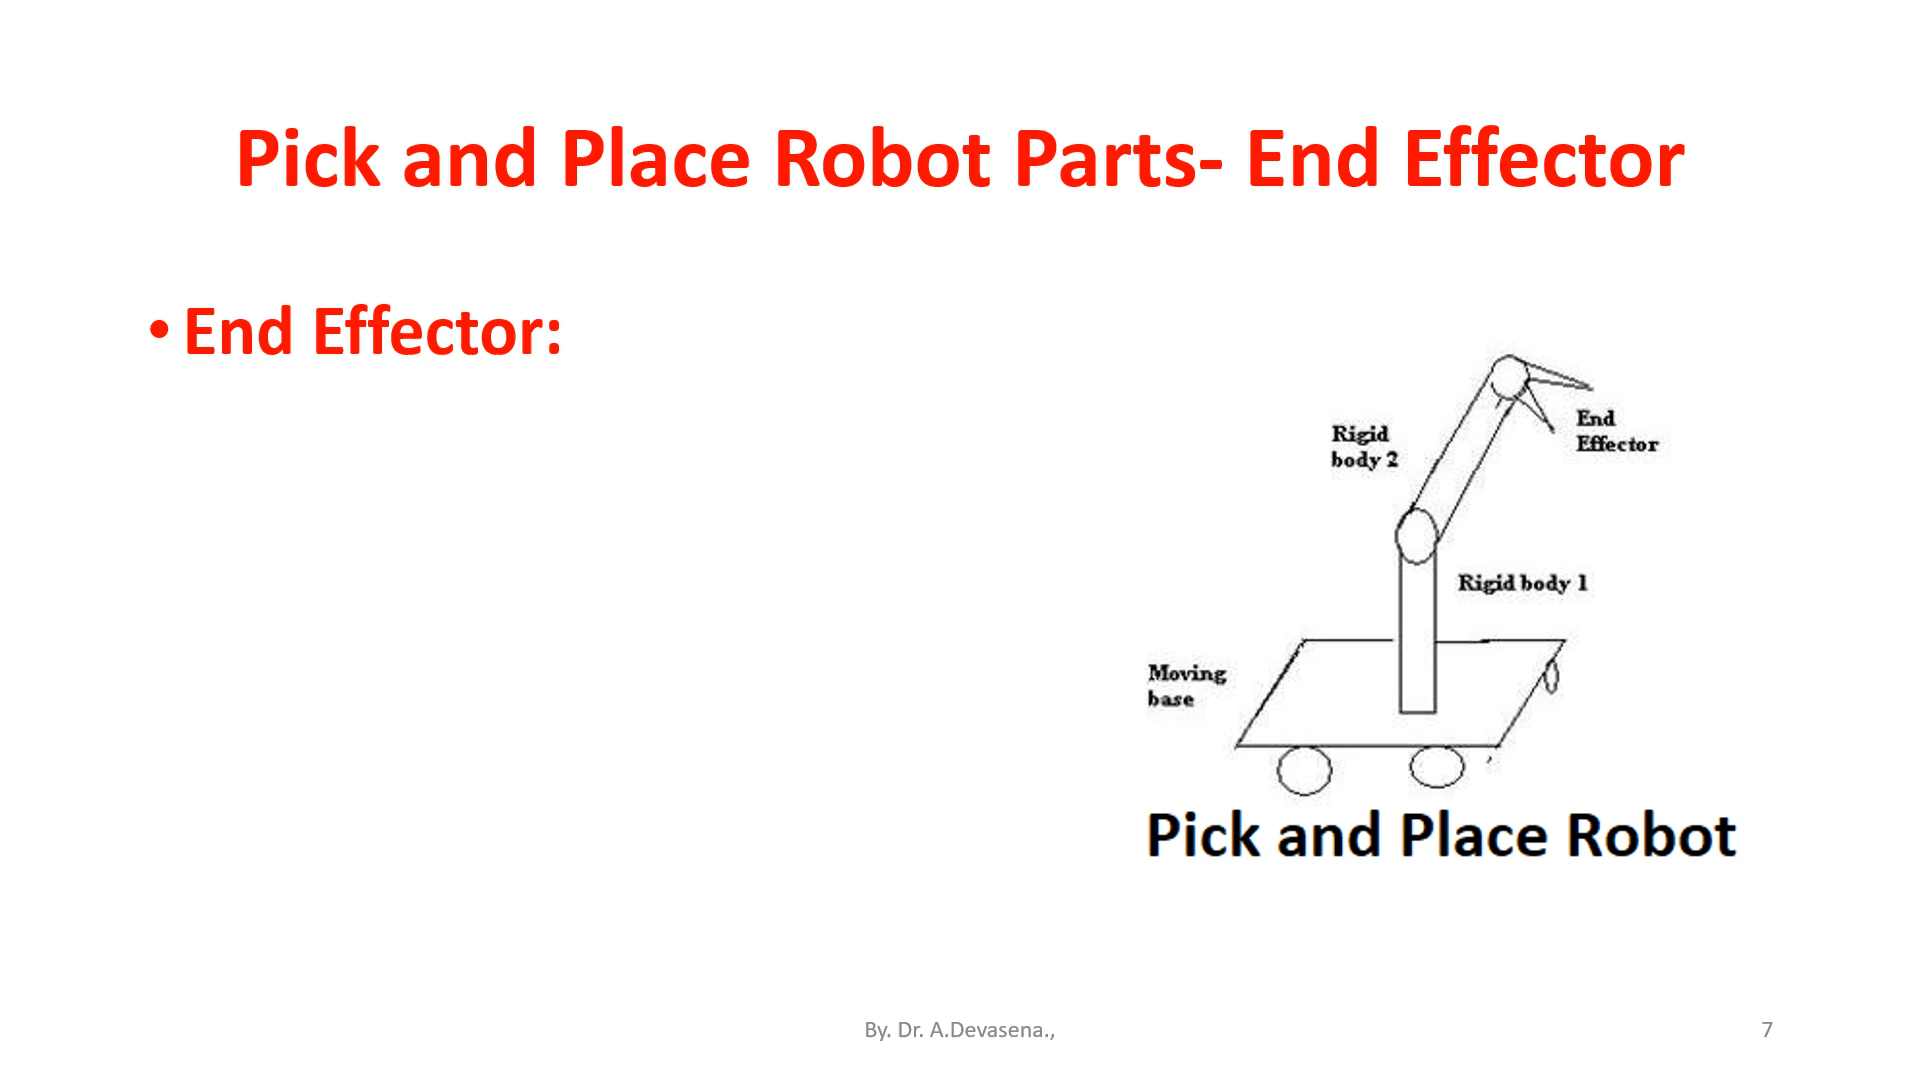 Pick and Place Robot Parts- End Effector
• End Effector:
Rigid
body 2
End
Effector
Rigid body 1
Moving
base
Pick and Place Robot
By. Dr. A.Devasena.,
7